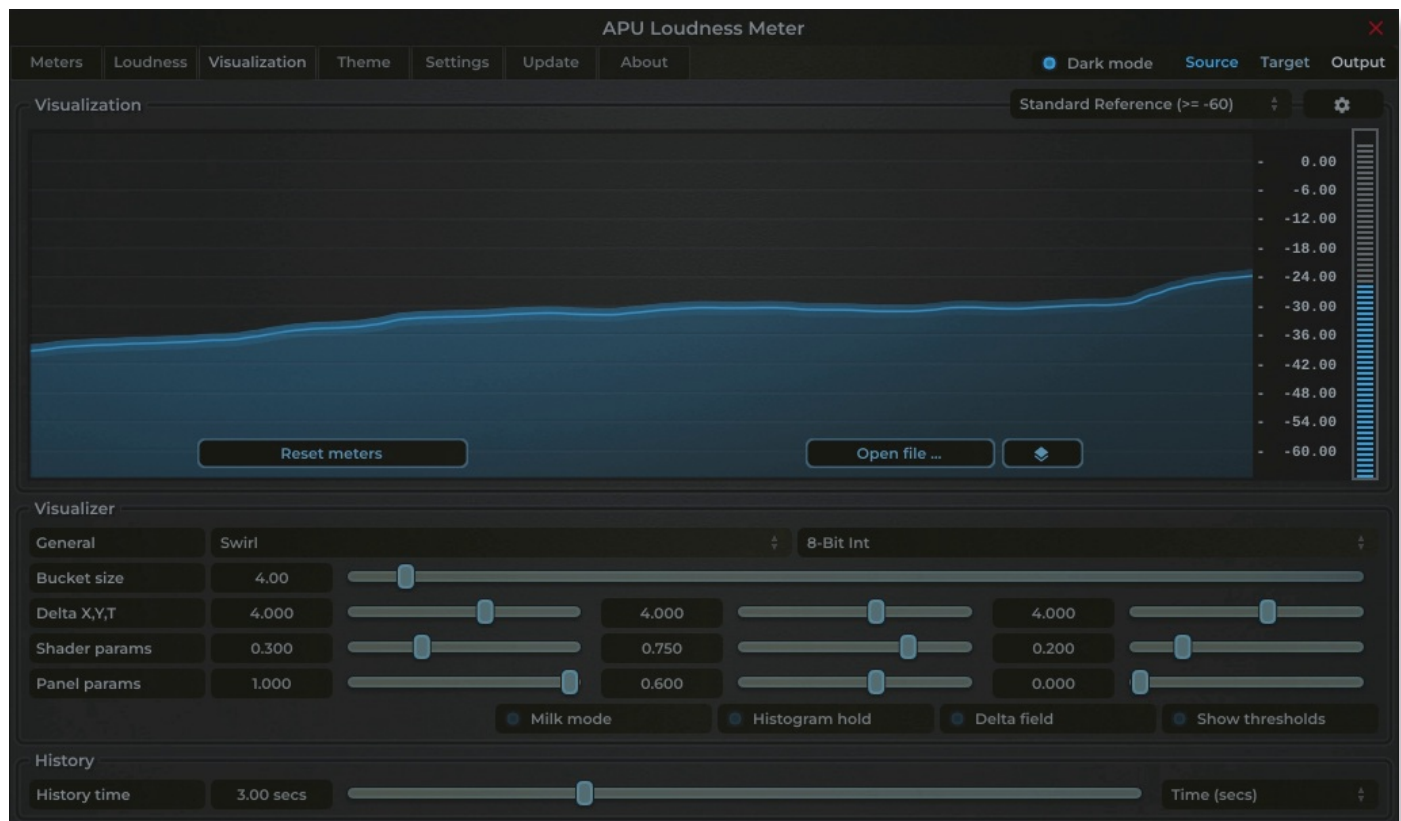 APU Loudness Meter
Meters Loudness Visualization Theme Settings Update About Dark mode Source Target Output
Visualization Standard Reference (>= -60)
- 0.00
- -6.00
- -12.00
- -18.00
- -24.00
- -30.00
- -36.00
- -42.00
- -48.00
- -54.00
- -60.00
Reset meters Open file ...
Visualizer
General Swirl 8-Bit Int
Bucket size 4.00
Delta X,Y,T 4.000 4.000 4.000
Shader params 0.300 0.750 0.200
Panel params 1.000 0.600 0.000
Milk mode Histogram hold Delta field Show thresholds
History
History time 3.00 secs Time (secs)